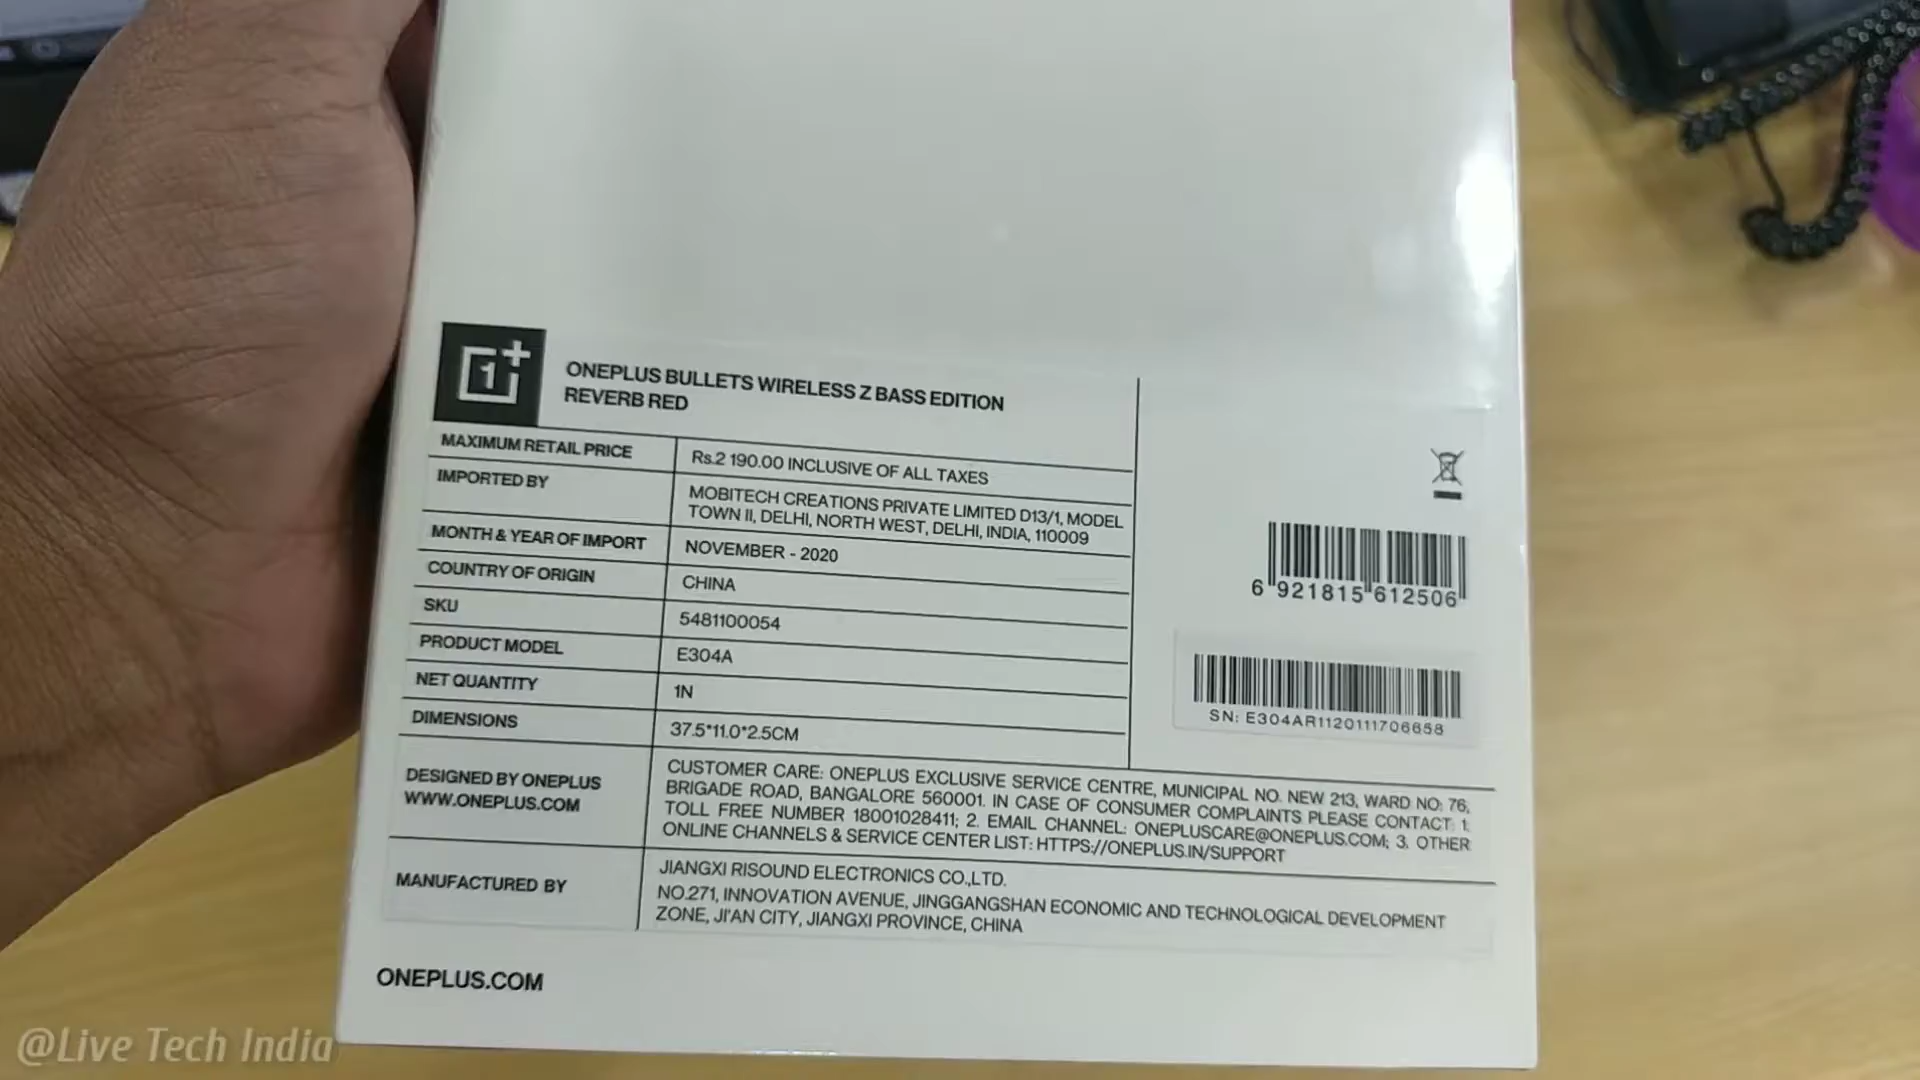 ONEPLUS BULLETS WIRELESS Z BASS EDITION
REVERB RED
MAXIMUM RETAIL PRICE Rs.2 190.00 INCLUSIVE OF ALL TAXES
IMPORTED BY MOBITECH CREATIONS PRIVATE LIMITED D13/1, MODEL
TOWN II, DELHI, NORTH WEST, DELHI, INDIA, 110009
MONTH & YEAR OF IMPORT NOVEMBER - 2020
COUNTRY OF ORIGIN CHINA
SKU 5481100054
PRODUCT MODEL E304A
NET QUANTITY 1N
DIMENSIONS 37.5*11.0*2.5CM
6 921815 612506
SN: E304AR1120111706658
DESIGNED BY ONEPLUS
WWW.ONEPLUS.COM
CUSTOMER CARE: ONEPLUS EXCLUSIVE SERVICE CENTRE, MUNICIPAL NO. NEW 213, WARD NO: 76,
BRIGADE ROAD, BANGALORE 560001. IN CASE OF CONSUMER COMPLAINTS PLEASE CONTACT: 1.
TOLL FREE NUMBER 18001028411; 2. EMAIL CHANNEL: ONEPLUSCARE@ONEPLUS.COM; 3. OTHER
ONLINE CHANNELS & SERVICE CENTER LIST: HTTPS://ONEPLUS.IN/SUPPORT
MANUFACTURED BY JIANGXI RISOUND ELECTRONICS CO.,LTD.
NO.271, INNOVATION AVENUE, JINGGANGSHAN ECONOMIC AND TECHNOLOGICAL DEVELOPMENT
ZONE, JI'AN CITY, JIANGXI PROVINCE, CHINA
ONEPLUS.COM
@Live Tech India